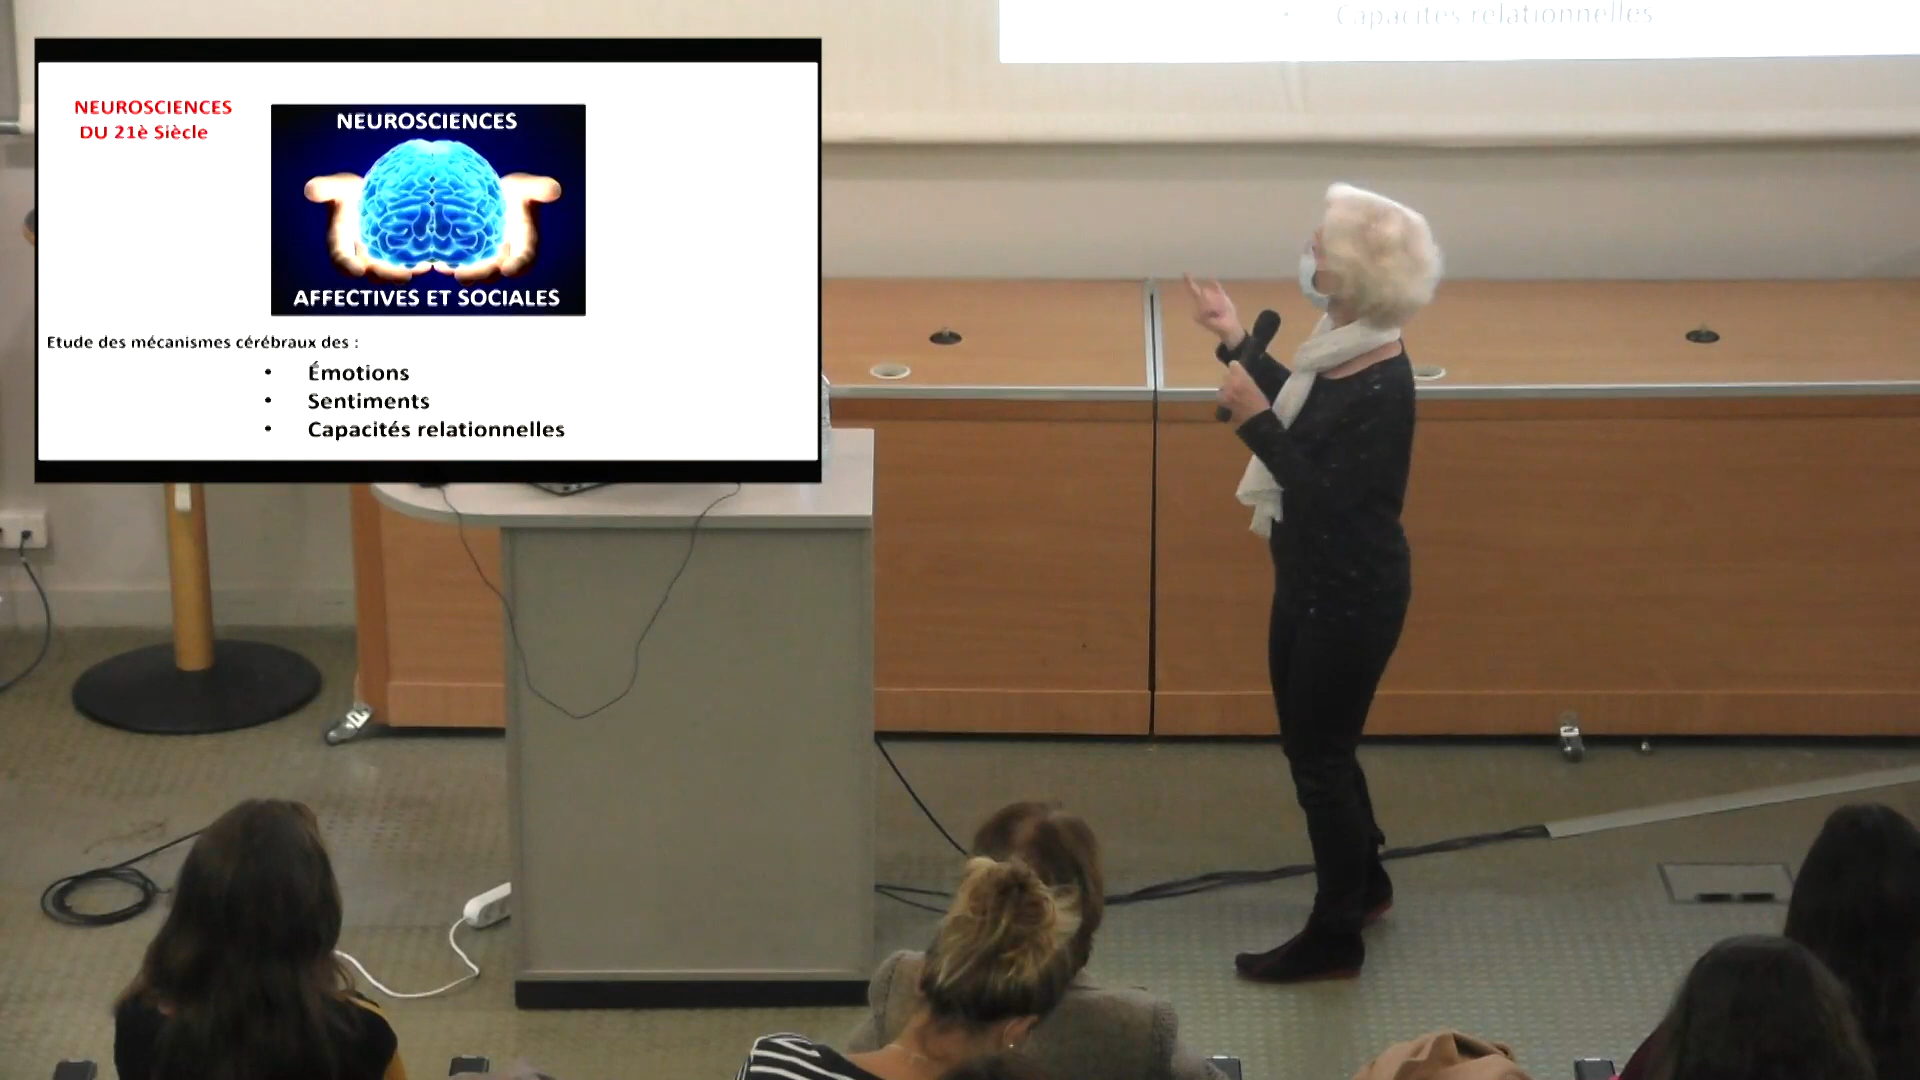 Capacités relationnelles
NEUROSCIENCES
DU 21è Siècle
NEUROSCIENCES
AFFECTIVES ET SOCIALES
Etude des mécanismes cérébraux des :
• Émotions
• Sentiments
• Capacités relationnelles